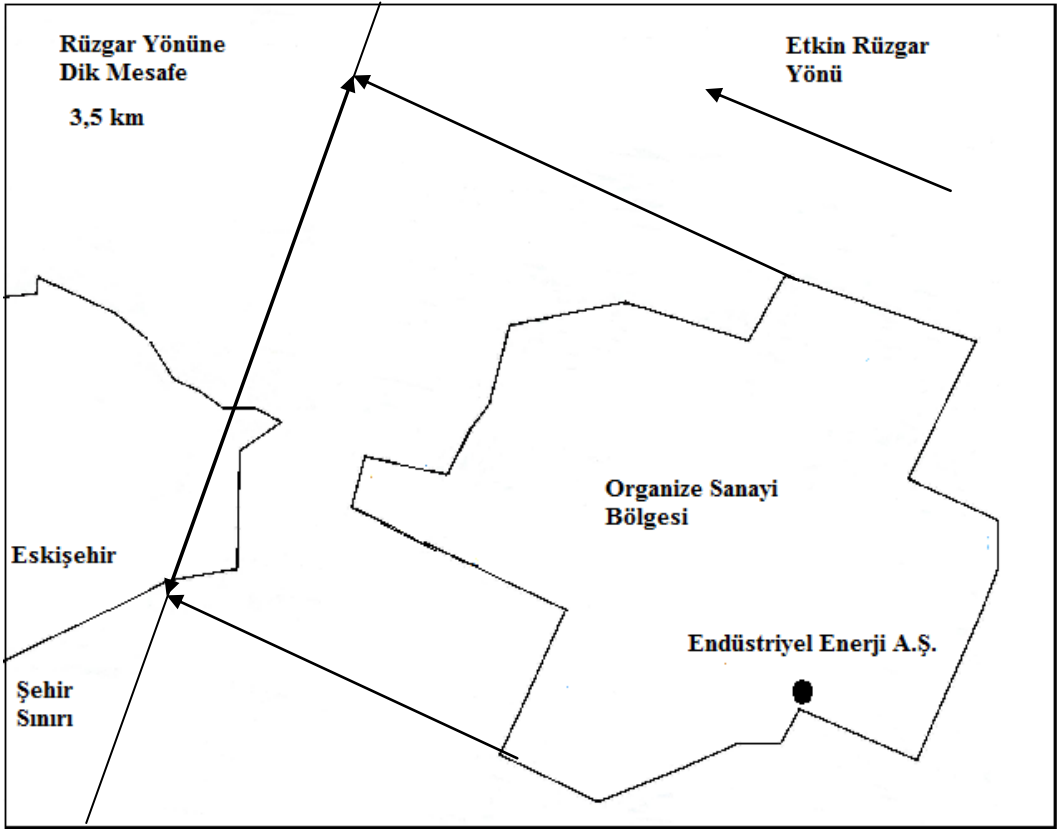 Rüzgar Yönüne
Dik Mesafe
3,5 km
Etkin Rüzgar
Yönü
Organize Sanayi
Bölgesi
Eskişehir
Endüstriyel Enerji A.Ş.
Şehir
Sınırı